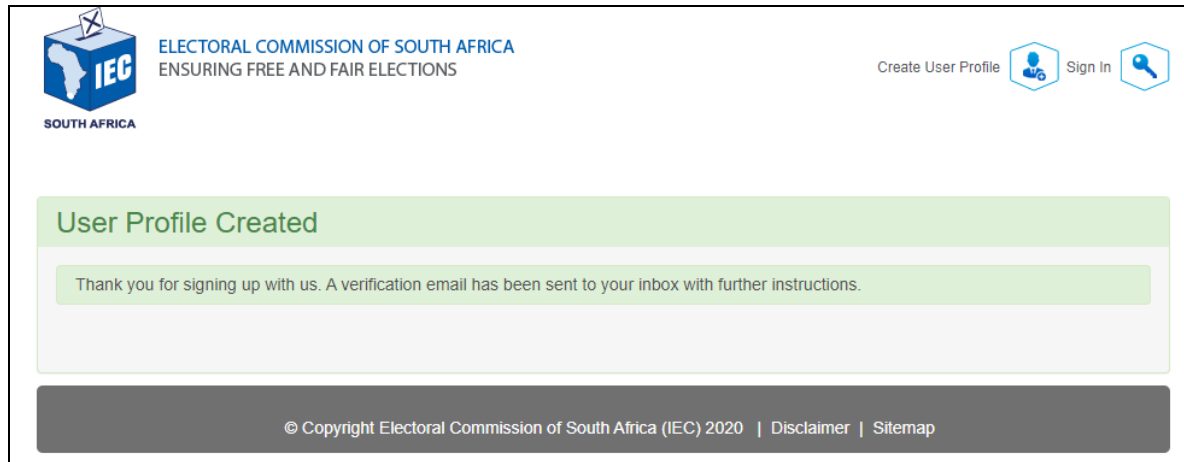 IEC
SOUTH AFRICA
ELECTORAL COMMISSION OF SOUTH AFRICA
ENSURING FREE AND FAIR ELECTIONS
Create User Profile
Sign In
User Profile Created
Thank you for signing up with us. A verification email has been sent to your inbox with further instructions.
© Copyright Electoral Commission of South Africa (IEC) 2020 | Disclaimer | Sitemap